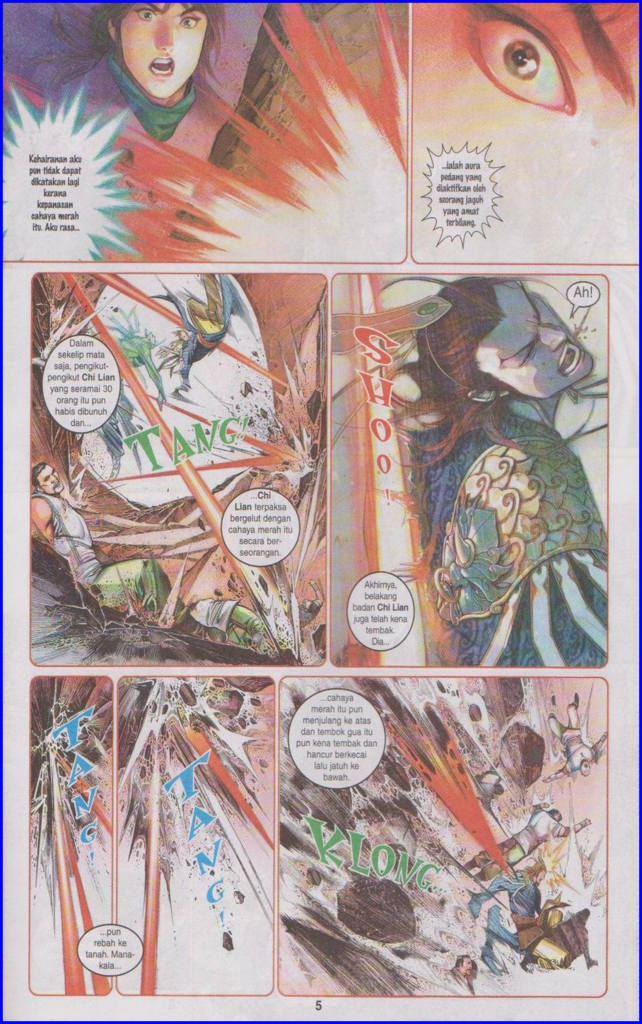 Kehairanan aku
pun tidak dapat
dikatakan lagi
kerana
kepanasan
cahaya merah
itu. Aku rasa...
...ialah aura
pedang yang
diaktifkan oleh
seorang jaguh
yang amat
terbilang.
Dalam
sekelip mata
saja, pengikut-
pengikut Chi Lian
yang seramai 30
orang itu pun
habis dibunuh
dan...
TANG!
...Chi
Lian terpaksa
bergelut dengan
cahaya merah itu
secara ber-
seorangan.
Ah!
SHOO!
Akhirnya,
belakang
badan Chi Lian
juga telah kena
tembak.
Dia...
TANG!
...pun
rebah ke
tanah. Mana-
kala...
TANG!
...cahaya
merah itu pun
menjulang ke atas
dan tembok gua itu
pun kena tembak dan
hancur berkecai
lalu jatuh ke
bawah.
KLONG...
5